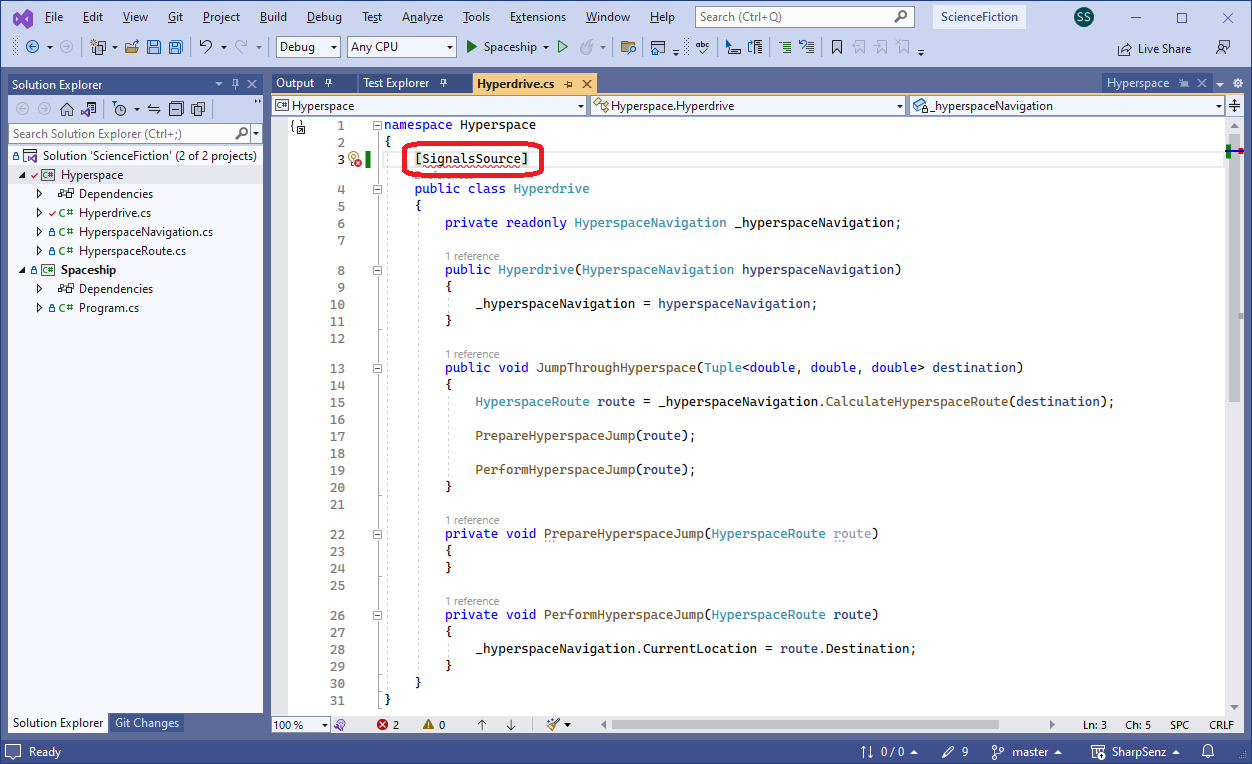 File Edit View Git Project Build Debug Test Analyze Tools Extensions Window Help Search (Ctrl+Q) ScienceFiction SS
Debug Any CPU Spaceship abc Live Share
Solution Explorer
Search Solution Explorer (Ctrl+;)
Solution 'ScienceFiction' (2 of 2 projects)
C# Hyperspace
Dependencies
C# Hyperdrive.cs
C# HyperspaceNavigation.cs
C# HyperspaceRoute.cs
C# Spaceship
Dependencies
C# Program.cs
Solution Explorer Git Changes
Output Test Explorer Hyperdrive.cs Hyperspace
C# Hyperspace Hyperspace.Hyperdrive _hyperspaceNavigation
1 namespace Hyperspace
2 {
3 [SignalsSource]
4 public class Hyperdrive
5 {
6 private readonly HyperspaceNavigation _hyperspaceNavigation;
7
1 reference
8 public Hyperdrive(HyperspaceNavigation hyperspaceNavigation)
9 {
10 _hyperspaceNavigation = hyperspaceNavigation;
11 }
12
1 reference
13 public void JumpThroughHyperspace(Tuple<double, double, double> destination)
14 {
15 HyperspaceRoute route = _hyperspaceNavigation.CalculateHyperspaceRoute(destination);
16
17 PrepareHyperspaceJump(route);
18
19 PerformHyperspaceJump(route);
20 }
21
1 reference
22 private void PrepareHyperspaceJump(HyperspaceRoute route)
23 {
24 }
25
1 reference
26 private void PerformHyperspaceJump(HyperspaceRoute route)
27 {
28 _hyperspaceNavigation.CurrentLocation = route.Destination;
29 }
30 }
31 }
100 % 2 0 Ln: 3 Ch: 5 SPC CRLF
Ready 0 / 0 9 master SharpSenz